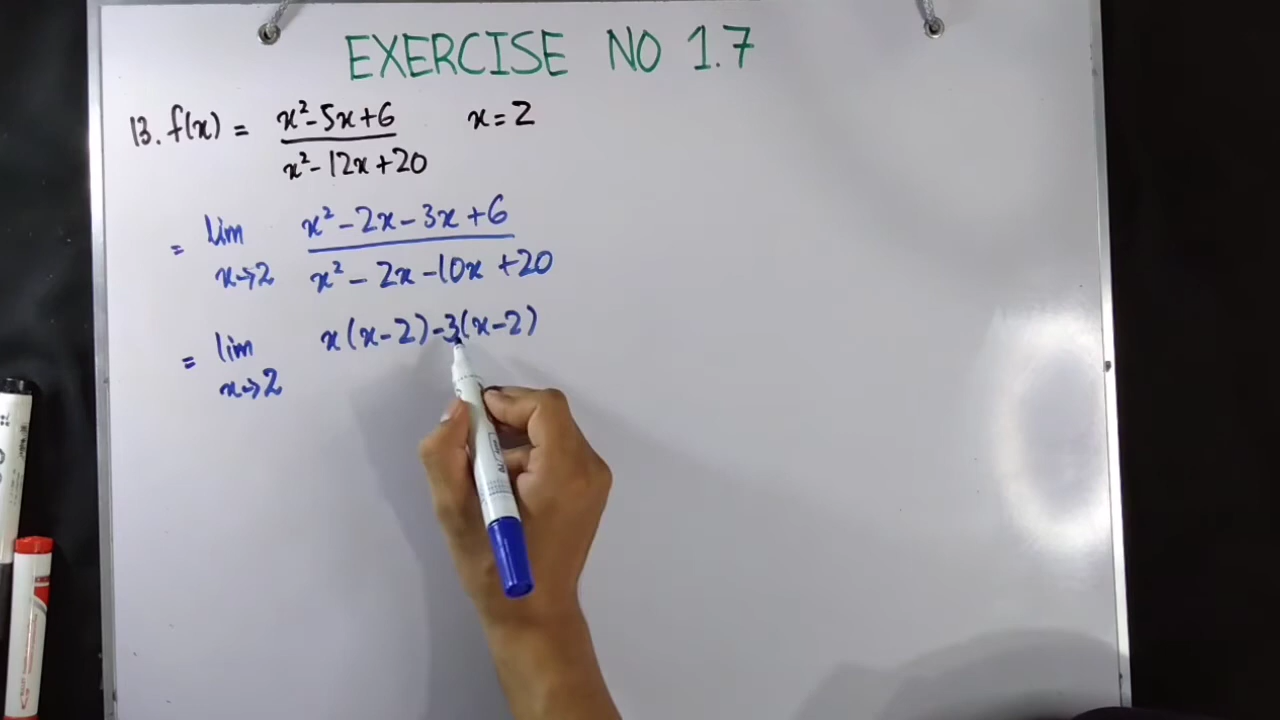 EXERCISE NO 1.7
13. f(x) = x²-5x+6 x=2
x²-12x+20
= lim x²-2x-3x+6
x→2 x²-2x-10x+20
= lim x(x-2)-3(x-2)
x→2